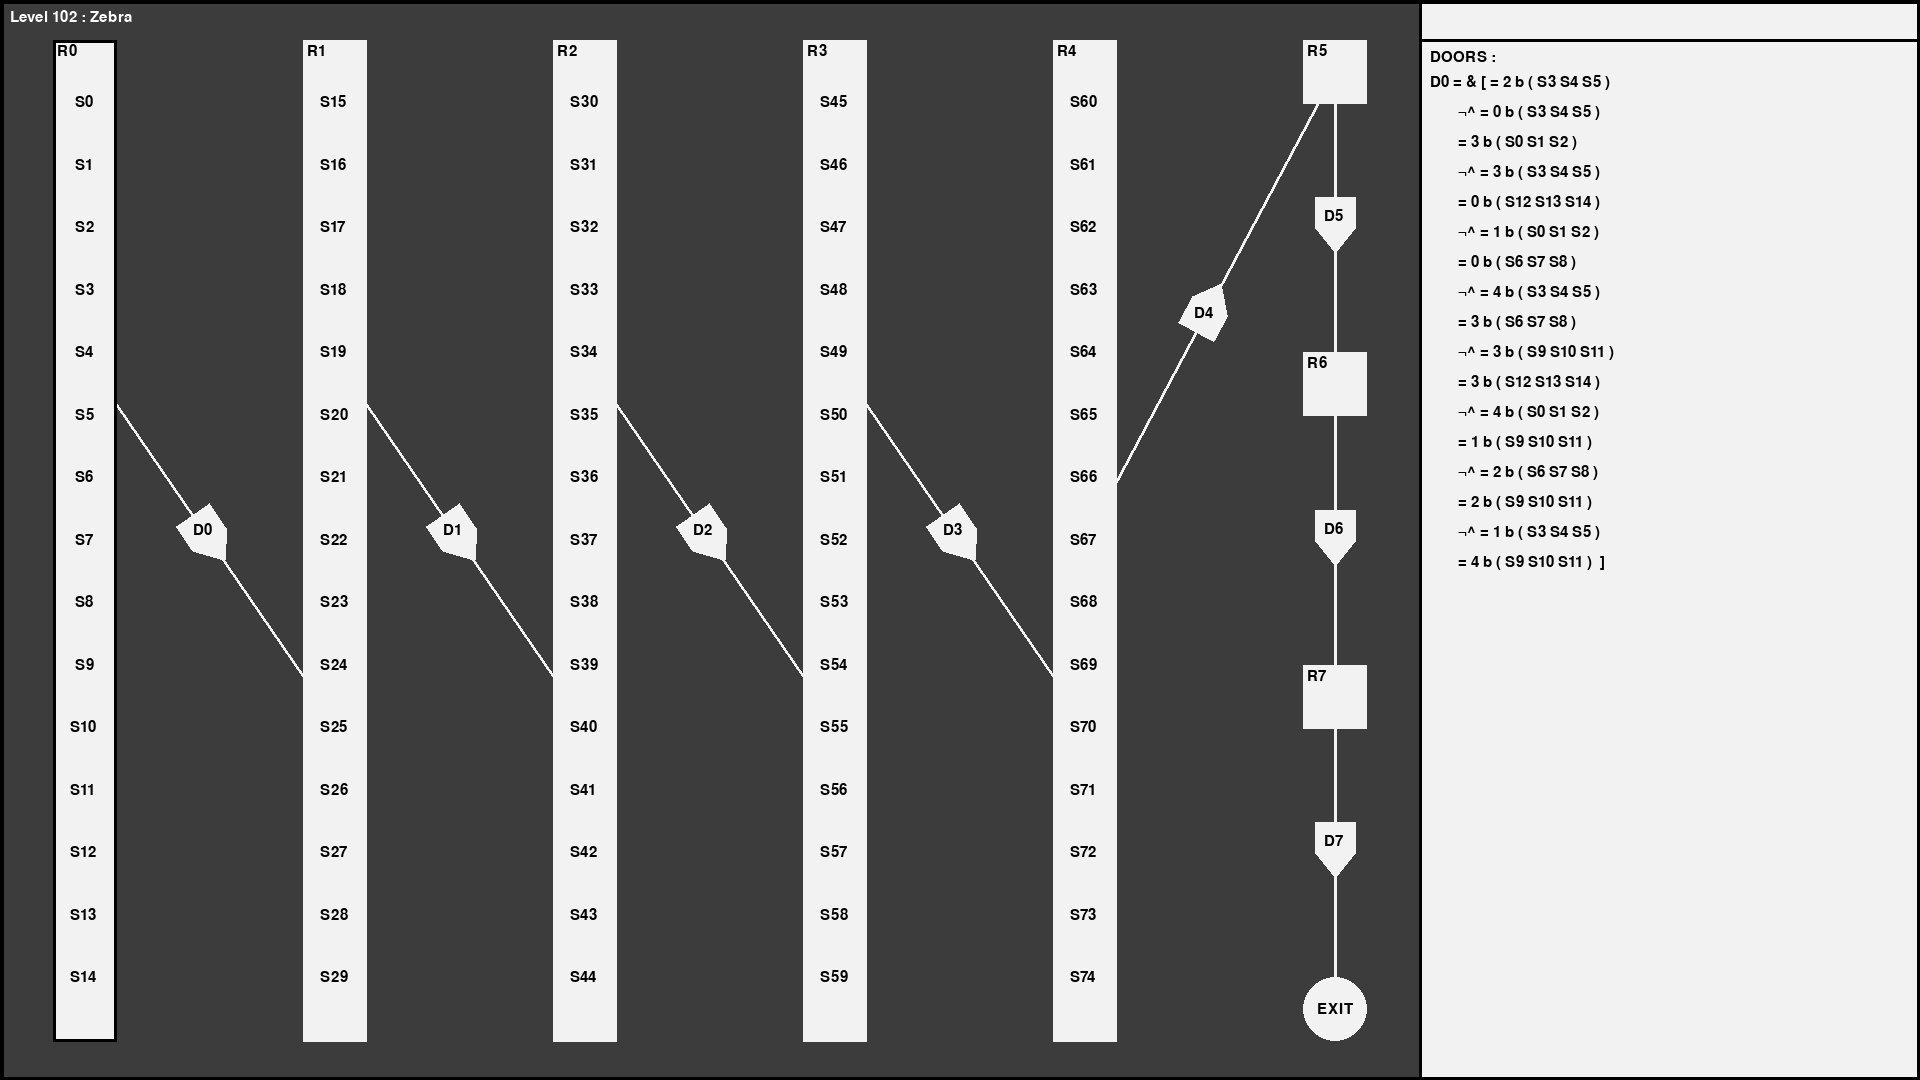 Level 102 : Zebra
R0 R1 R2 R3 R4 R5
S0 S15 S30 S45 S60
S1 S16 S31 S46 S61
S2 S17 S32 S47 S62 D5
S3 S18 S33 S48 S63 D4
S4 S19 S34 S49 S64 R6
S5 S20 S35 S50 S65
S6 S21 S36 S51 S66
S7 D0 S22 D1 S37 D2 S52 D3 S67 D6
S8 S23 S38 S53 S68
S9 S24 S39 S54 S69 R7
S10 S25 S40 S55 S70
S11 S26 S41 S56 S71
S12 S27 S42 S57 S72 D7
S13 S28 S43 S58 S73
S14 S29 S44 S59 S74
EXIT
DOORS :
D0 = & [ = 2 b ( S3 S4 S5 )
¬^ = 0 b ( S3 S4 S5 )
= 3 b ( S0 S1 S2 )
¬^ = 3 b ( S3 S4 S5 )
= 0 b ( S12 S13 S14 )
¬^ = 1 b ( S0 S1 S2 )
= 0 b ( S6 S7 S8 )
¬^ = 4 b ( S3 S4 S5 )
= 3 b ( S6 S7 S8 )
¬^ = 3 b ( S9 S10 S11 )
= 3 b ( S12 S13 S14 )
¬^ = 4 b ( S0 S1 S2 )
= 1 b ( S9 S10 S11 )
¬^ = 2 b ( S6 S7 S8 )
= 2 b ( S9 S10 S11 )
¬^ = 1 b ( S3 S4 S5 )
= 4 b ( S9 S10 S11 ) ]